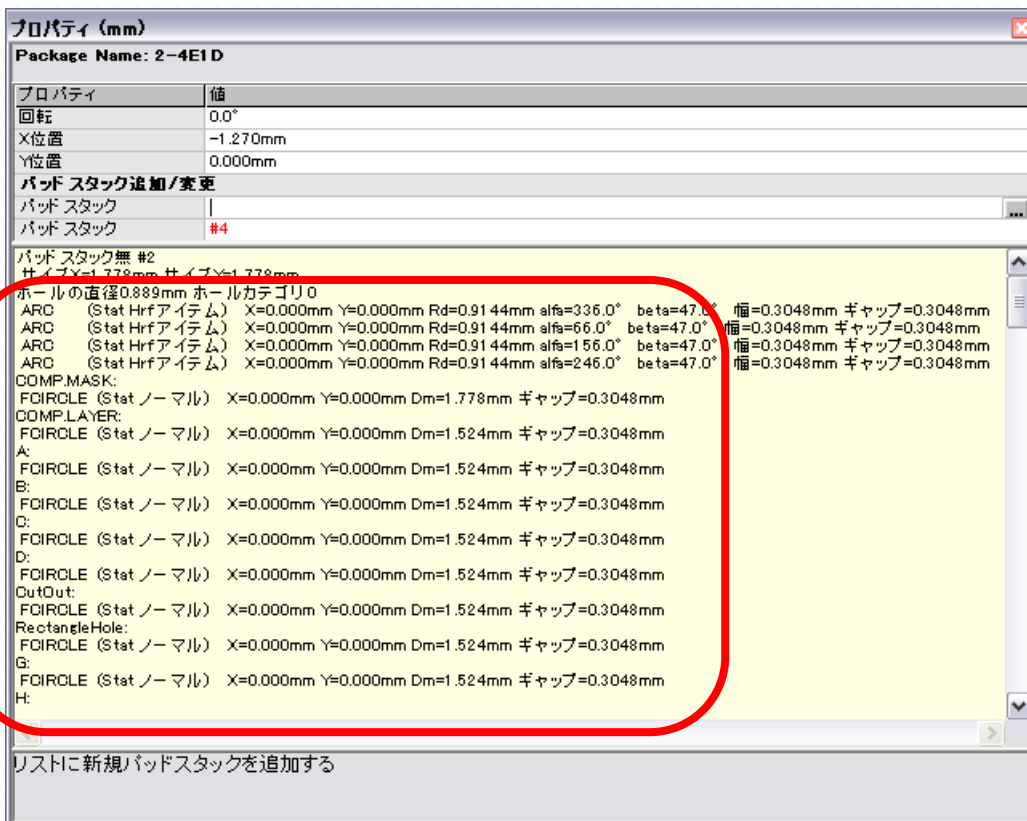 プロパティ (mm)
Package Name: 2-4E1D
プロパティ 値
回転 0.0°
X位置 -1.270mm
Y位置 0.000mm
パッド スタック追加/変更
パッド スタック ...
パッド スタック #4
パッド スタック無 #2
サイズX=1.778mm サイズY=1.778mm
ホールの直径0.889mm ホールカテゴリ0
ARC (Stat Hrfアイテム) X=0.000mm Y=0.000mm Rd=0.9144mm alfa=336.0° beta=47.0° 幅=0.3048mm ギャップ=0.3048mm
ARC (Stat Hrfアイテム) X=0.000mm Y=0.000mm Rd=0.9144mm alfa=66.0° beta=47.0° 幅=0.3048mm ギャップ=0.3048mm
ARC (Stat Hrfアイテム) X=0.000mm Y=0.000mm Rd=0.9144mm alfa=156.0° beta=47.0° 幅=0.3048mm ギャップ=0.3048mm
ARC (Stat Hrfアイテム) X=0.000mm Y=0.000mm Rd=0.9144mm alfa=246.0° beta=47.0° 幅=0.3048mm ギャップ=0.3048mm
COMP.MASK:
FCIRCLE (Stat ノーマル) X=0.000mm Y=0.000mm Dm=1.778mm ギャップ=0.3048mm
COMP.LAYER:
FCIRCLE (Stat ノーマル) X=0.000mm Y=0.000mm Dm=1.524mm ギャップ=0.3048mm
A:
FCIRCLE (Stat ノーマル) X=0.000mm Y=0.000mm Dm=1.524mm ギャップ=0.3048mm
B:
FCIRCLE (Stat ノーマル) X=0.000mm Y=0.000mm Dm=1.524mm ギャップ=0.3048mm
C:
FCIRCLE (Stat ノーマル) X=0.000mm Y=0.000mm Dm=1.524mm ギャップ=0.3048mm
D:
FCIRCLE (Stat ノーマル) X=0.000mm Y=0.000mm Dm=1.524mm ギャップ=0.3048mm
CutOut:
FCIRCLE (Stat ノーマル) X=0.000mm Y=0.000mm Dm=1.524mm ギャップ=0.3048mm
RectangleHole:
FCIRCLE (Stat ノーマル) X=0.000mm Y=0.000mm Dm=1.524mm ギャップ=0.3048mm
G:
FCIRCLE (Stat ノーマル) X=0.000mm Y=0.000mm Dm=1.524mm ギャップ=0.3048mm
H:
リストに新規パッドスタックを追加する